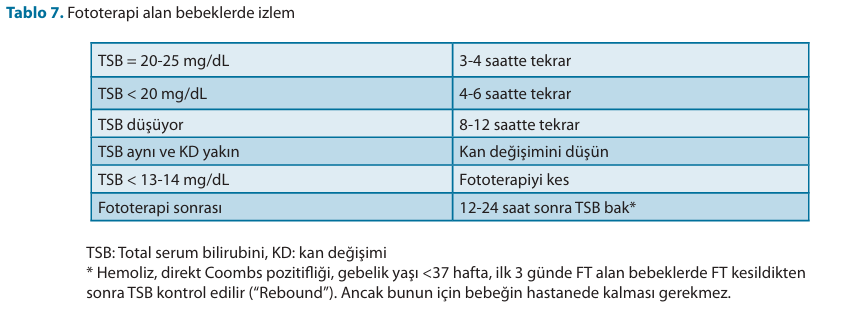 Tablo 7. Fototerapi alan bebeklerde izlem
TSB = 20-25 mg/dL 3-4 saatte tekrar
TSB < 20 mg/dL 4-6 saatte tekrar
TSB düşüyor 8-12 saatte tekrar
TSB aynı ve KD yakın Kan değişimini düşün
TSB < 13-14 mg/dL Fototerapiyi kes
Fototerapi sonrası 12-24 saat sonra TSB bak*
TSB: Total serum bilirubini, KD: kan değişimi
* Hemoliz, direkt Coombs pozitifliği, gebelik yaşı <37 hafta, ilk 3 günde FT alan bebeklerde FT kesildikten
sonra TSB kontrol edilir (“Rebound”). Ancak bunun için bebeğin hastanede kalması gerekmez.